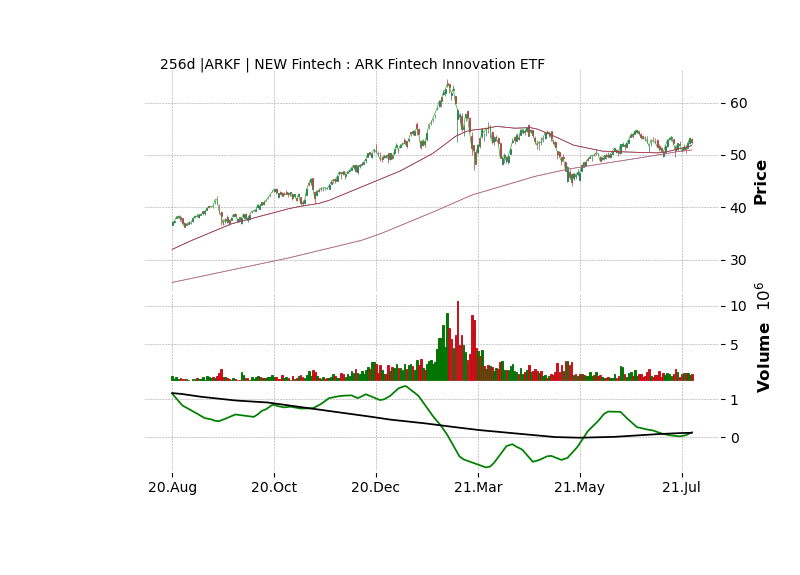 256d |ARKF | NEW Fintech : ARK Fintech Innovation ETF
60
50
40
30
Price
10
5
Volume 10^6
1
0
20.Aug 20.Oct 20.Dec 21.Mar 21.May 21.Jul